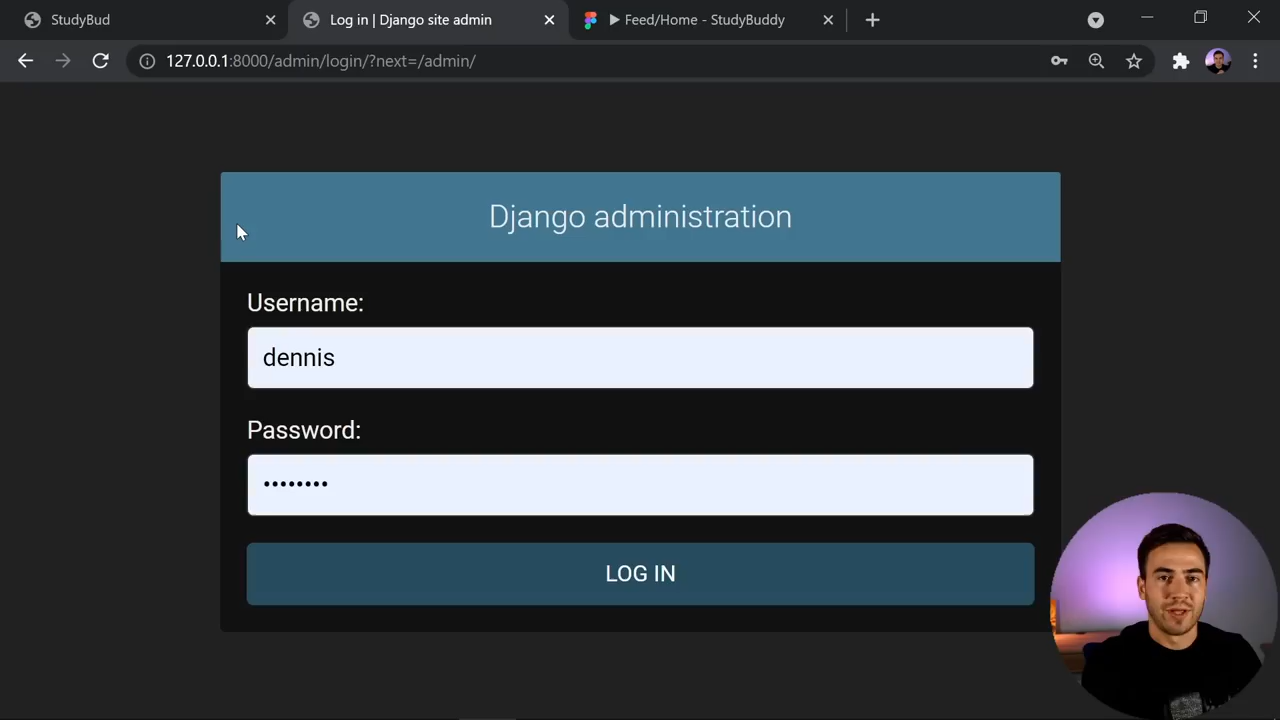 StudyBud
Log in | Django site admin
Feed/Home - StudyBuddy
127.0.0.1:8000/admin/login/?next=/admin/
Django administration
Username:
dennis
Password:
••••••••
LOG IN